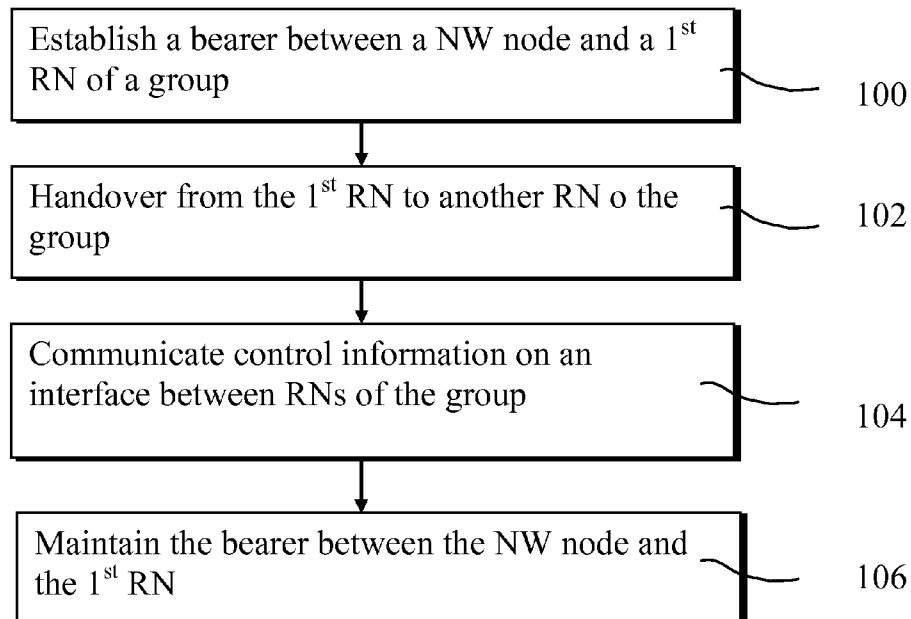 Establish a bearer between a NW node and a 1st
RN of a group
100
Handover from the 1st RN to another RN o the
group
102
Communicate control information on an
interface between RNs of the group
104
Maintain the bearer between the NW node and
the 1st RN
106